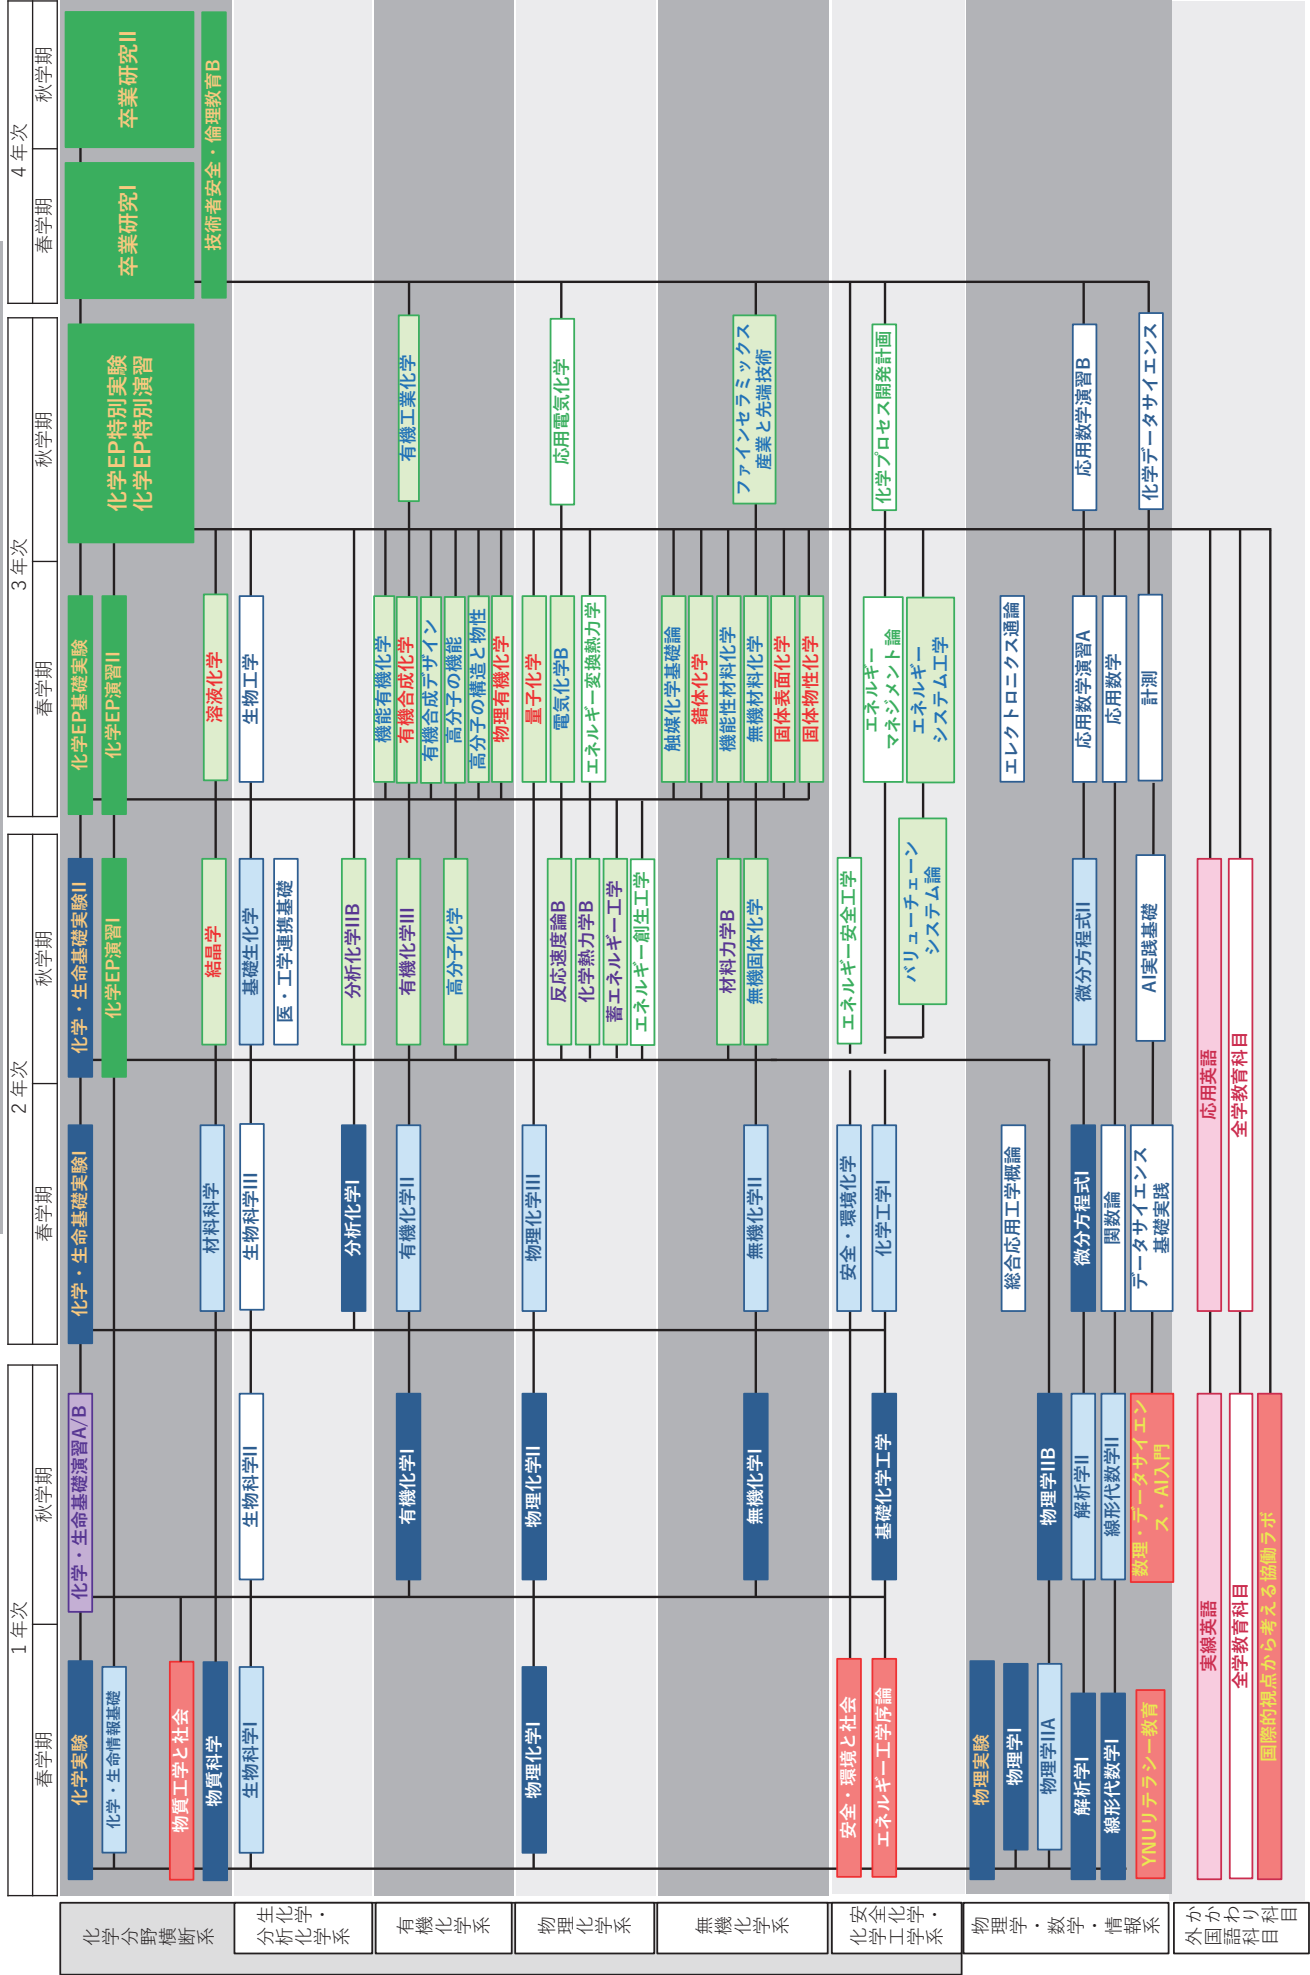 1 年次
2 年次
3 年次
4 年次
春学期
秋学期
春学期
秋学期
春学期
秋学期
春学期
秋学期
化学分野横断系
化学実験
化学・生命基礎演習A/B
化学・生命基礎実験I
化学・生命基礎実験II
化学EP基礎実験
化学EP特別実験
化学EP特別演習
卒業研究I
卒業研究II
化学・生命情報基礎
化学EP演習I
化学EP演習II
物質工学と社会
物質科学
材料科学
結晶学
溶液化学
技術者安全・倫理教育B
生化学・
分析化学系
生物科学I
生物科学II
生物科学III
基礎生化学
生物工学
医・工学連携基礎
分析化学I
分析化学IIB
有機化学系
機能有機化学
有機化学I
有機化学II
有機化学III
有機合成化学
有機工業化学
有機合成デザイン
高分子化学
高分子の機能
高分子の構造と物性
物理有機化学
物理化学系
物理化学I
物理化学II
物理化学III
量子化学
反応速度論B
電気化学B
応用電気化学
化学熱力学B
エネルギー変換熱力学
蓄エネルギー工学
エネルギー創生工学
無機化学系
触媒化学基礎論
錯体化学
材料力学B
機能性材料化学
無機化学I
無機化学II
無機固体化学
無機材料化学
ファインセラミックス
産業と先端技術
固体表面化学
固体物性化学
安全化学・
化学工学系
安全・環境と社会
安全・環境化学
エネルギー安全工学
エネルギー工学序論
基礎化学工学
化学工学I
エネルギー
マネジメント論
化学プロセス開発計画
バリューチェーン
システム論
エネルギー
システム工学
物理学・数学・情報系
物理実験
物理学I
総合応用工学概論
エレクトロニクス通論
物理学IIA
物理学IIB
解析学I
解析学II
微分方程式I
微分方程式II
応用数学演習A
応用数学演習B
線形代数学I
線形代数学II
関数論
応用数学
YNUリテラシー教育
数理・データサイエン
ス・AI入門
データサイエンス
基礎実践
AI実践基礎
計測
化学データサイエンス
外国語科目
かかわり科目
実線英語
応用英語
全学教育科目
全学教育科目
国際的視点から考える協働ラボ